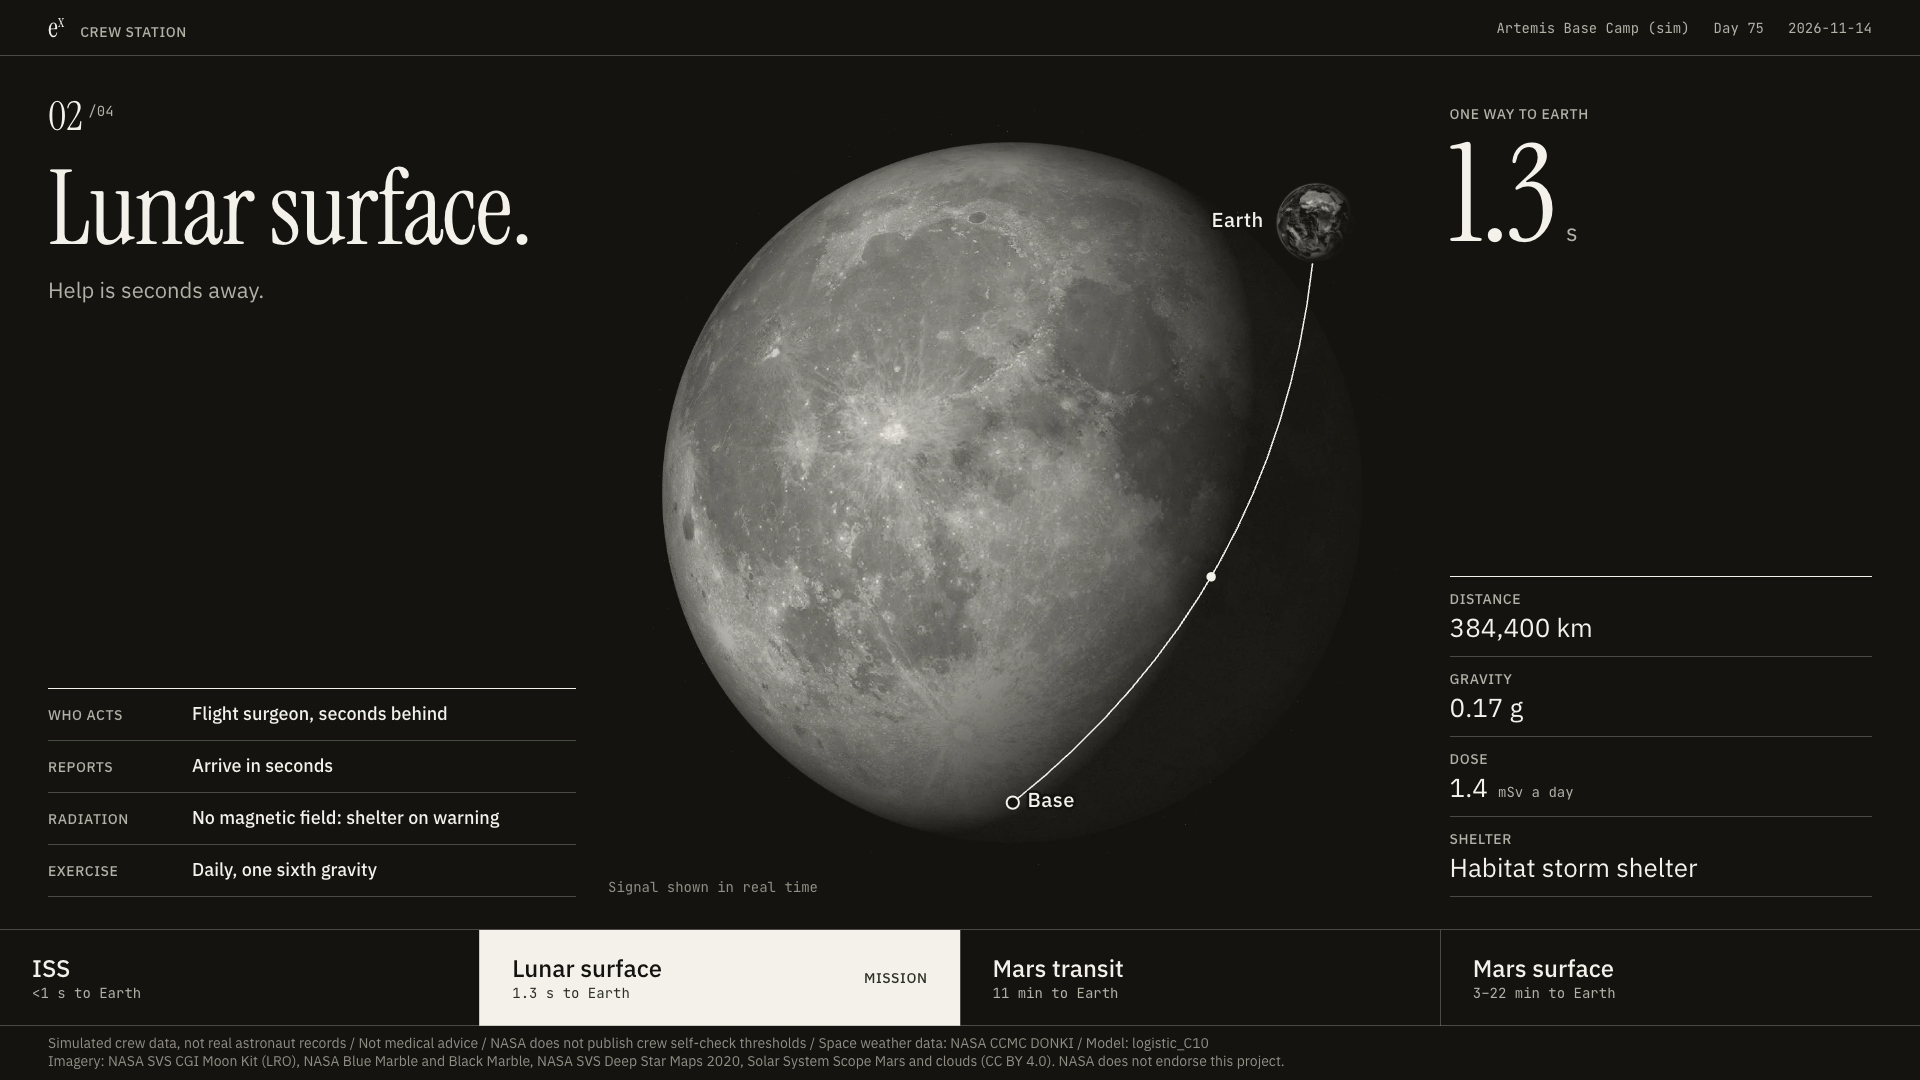 eˣ CREW STATION
Artemis Base Camp (sim) Day 75 2026-11-14
02 /04
Lunar surface.
Help is seconds away.
WHO ACTS Flight surgeon, seconds behind
REPORTS Arrive in seconds
RADIATION No magnetic field: shelter on warning
EXERCISE Daily, one sixth gravity
Earth
Base
Signal shown in real time
ONE WAY TO EARTH
1.3 s
DISTANCE
384,400 km
GRAVITY
0.17 g
DOSE
1.4 mSv a day
SHELTER
Habitat storm shelter
ISS
<1 s to Earth
Lunar surface
1.3 s to Earth
MISSION
Mars transit
11 min to Earth
Mars surface
3–22 min to Earth
Simulated crew data, not real astronaut records / Not medical advice / NASA does not publish crew self-check thresholds / Space weather data: NASA CCMC DONKI / Model: logistic_C10
Imagery: NASA SVS CGI Moon Kit (LRO), NASA Blue Marble and Black Marble, NASA SVS Deep Star Maps 2020, Solar System Scope Mars and clouds (CC BY 4.0). NASA does not endorse this project.